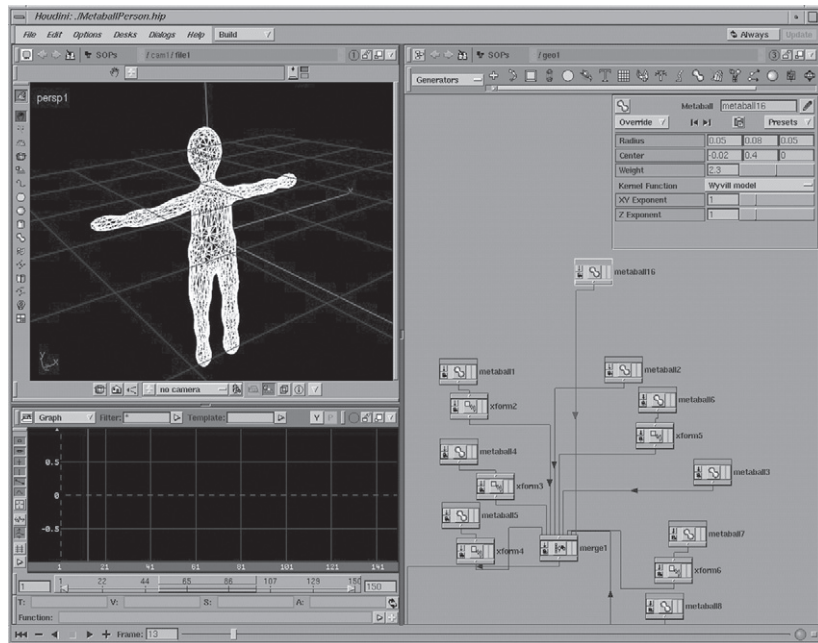 Houdini: ./MetaballPerson.hip
File Edit Options Desks Dialogs Help Build
Always Update
SOPs /cam1/file1 1
SOPs /geo1 3
Generators
persp1
Metaball metaball16
Override Presets
Radius 0.05 0.08 0.05
Center -0.02 0.4 0
Weight 2.3
Kernel Function Wyvill model
XY Exponent 1
Z Exponent 1
metaball16
metaball1
metaball2
xform2
metaball6
xform5
metaball4
metaball3
xform3
metaball5
metaball7
xform4
merge1
xform6
metaball8
no camera
Graph Filter: * Template: Y
0.5
0
-0.5
1 21 41 61 81 101 121 141
1 1 22 44 65 86 107 129 150 150
T: V: S: A:
Function:
Frame: 13